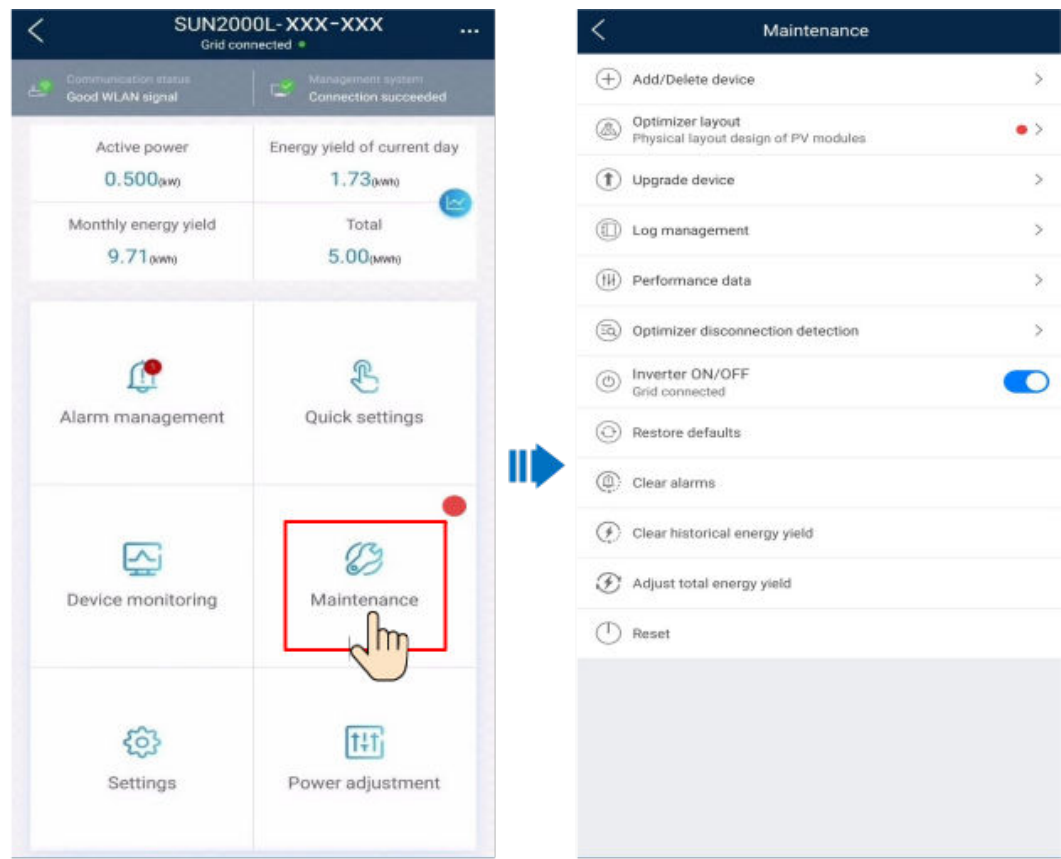 SUN2000L-XXX-XXX
Grid connected
Communication status
Good WLAN signal
Management system
Connection succeeded
Active power
0.500(kW)
Energy yield of current day
1.73(kWh)
Monthly energy yield
9.71(kWh)
Total
5.00(MWh)
Alarm management
Quick settings
Device monitoring
Maintenance
Settings
Power adjustment
Maintenance
Add/Delete device
Optimizer layout
Physical layout design of PV modules
Upgrade device
Log management
Performance data
Optimizer disconnection detection
Inverter ON/OFF
Grid connected
Restore defaults
Clear alarms
Clear historical energy yield
Adjust total energy yield
Reset